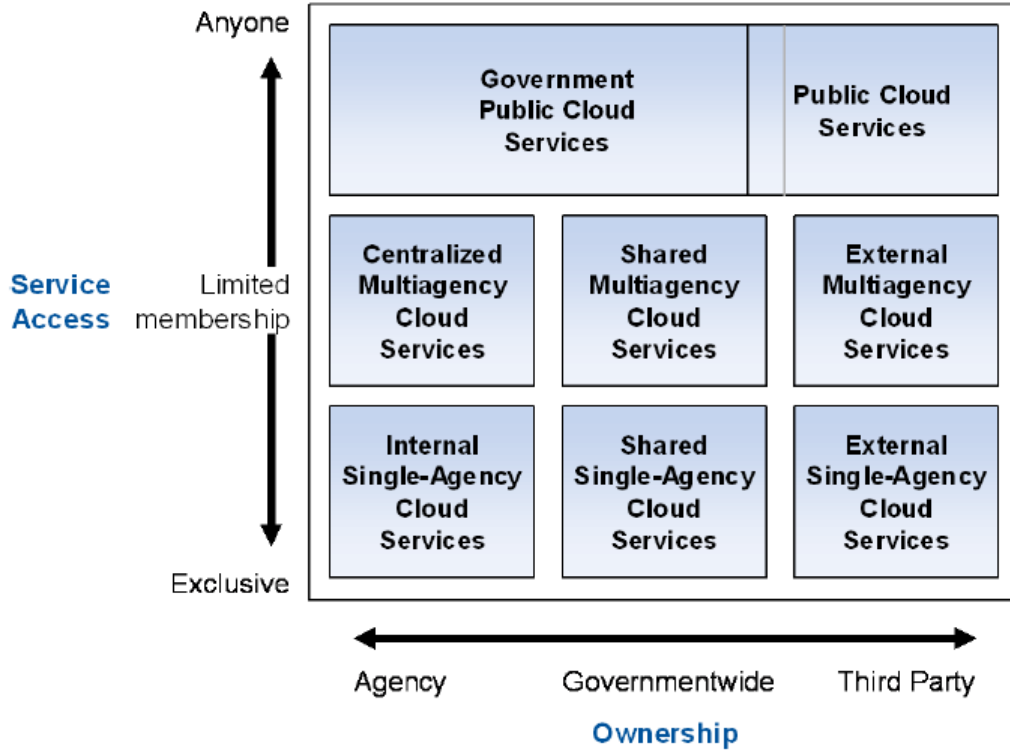 Anyone
Government
Public Cloud
Services
Public Cloud
Services
Service
Access
Limited
membership
Centralized
Multiagency
Cloud
Services
Shared
Multiagency
Cloud
Services
External
Multiagency
Cloud
Services
Internal
Single-Agency
Cloud
Services
Shared
Single-Agency
Cloud
Services
External
Single-Agency
Cloud
Services
Exclusive
Agency
Governmentwide
Third Party
Ownership